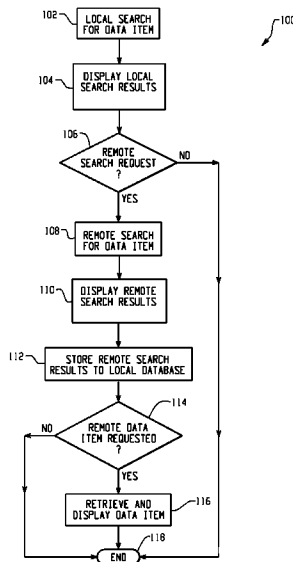 100
102
LOCAL SEARCH
FOR DATA ITEM
104
DISPLAY LOCAL
SEARCH RESULTS
106
REMOTE
SEARCH REQUEST
?
NO
YES
108
REMOTE SEARCH
FOR DATA ITEM
110
DISPLAY REMOTE
SEARCH RESULTS
112
STORE REMOTE SEARCH
RESULTS TO LOCAL DATABASE
114
NO
REMOTE DATA
ITEM REQUESTED
?
YES
RETRIEVE AND
DISPLAY DATA ITEM
116
END
118